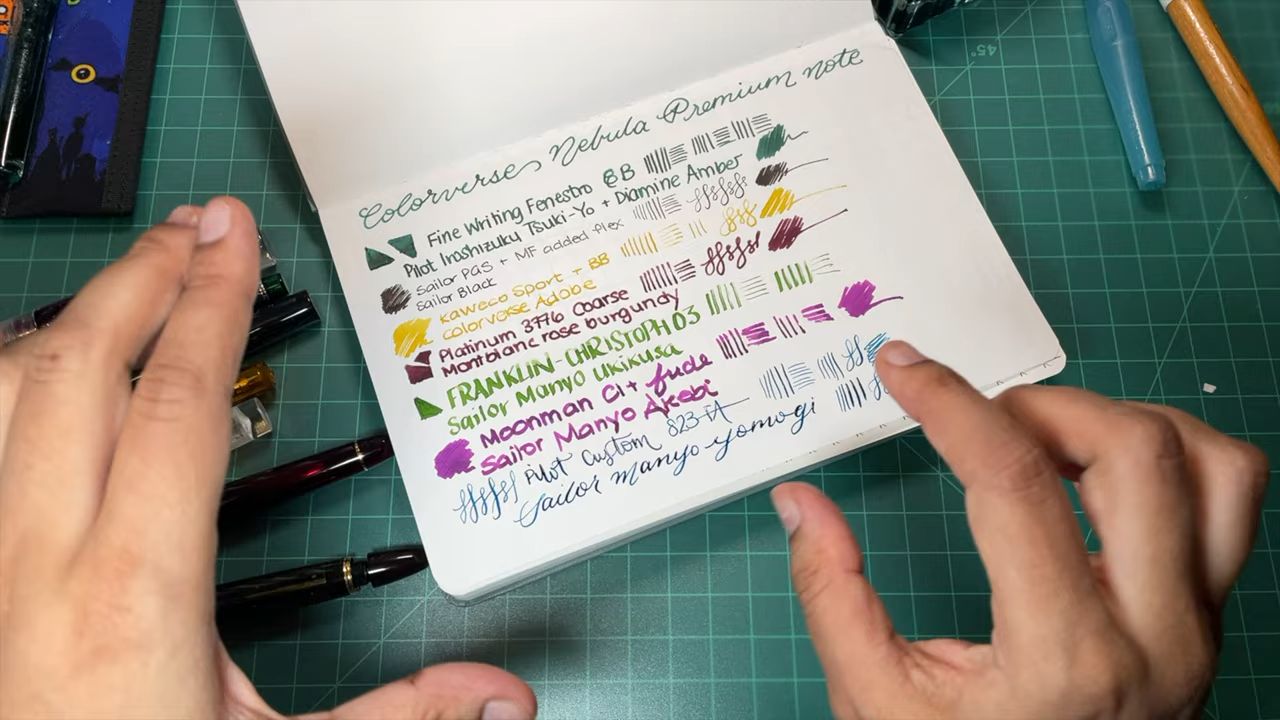 Colorverse Nebula Premium note
Fine Writing Fenestro BB
Pilot Iroshizuku Tsuki-Yo + Diamine Amber
Sailor PGS + MF added flex
Sailor Black
Kaweco Sport + BB
Colorverse Adobe
Platinum 3776 Coarse
Montblanc rose burgundy
FRANKLIN-CHRISTOPH 03
Sailor Manyo Ukikusa
Moonman C1+ fude
Sailor Manyo Akebi
Pilot Custom 823-FA
Sailor manyo yomogi
45°